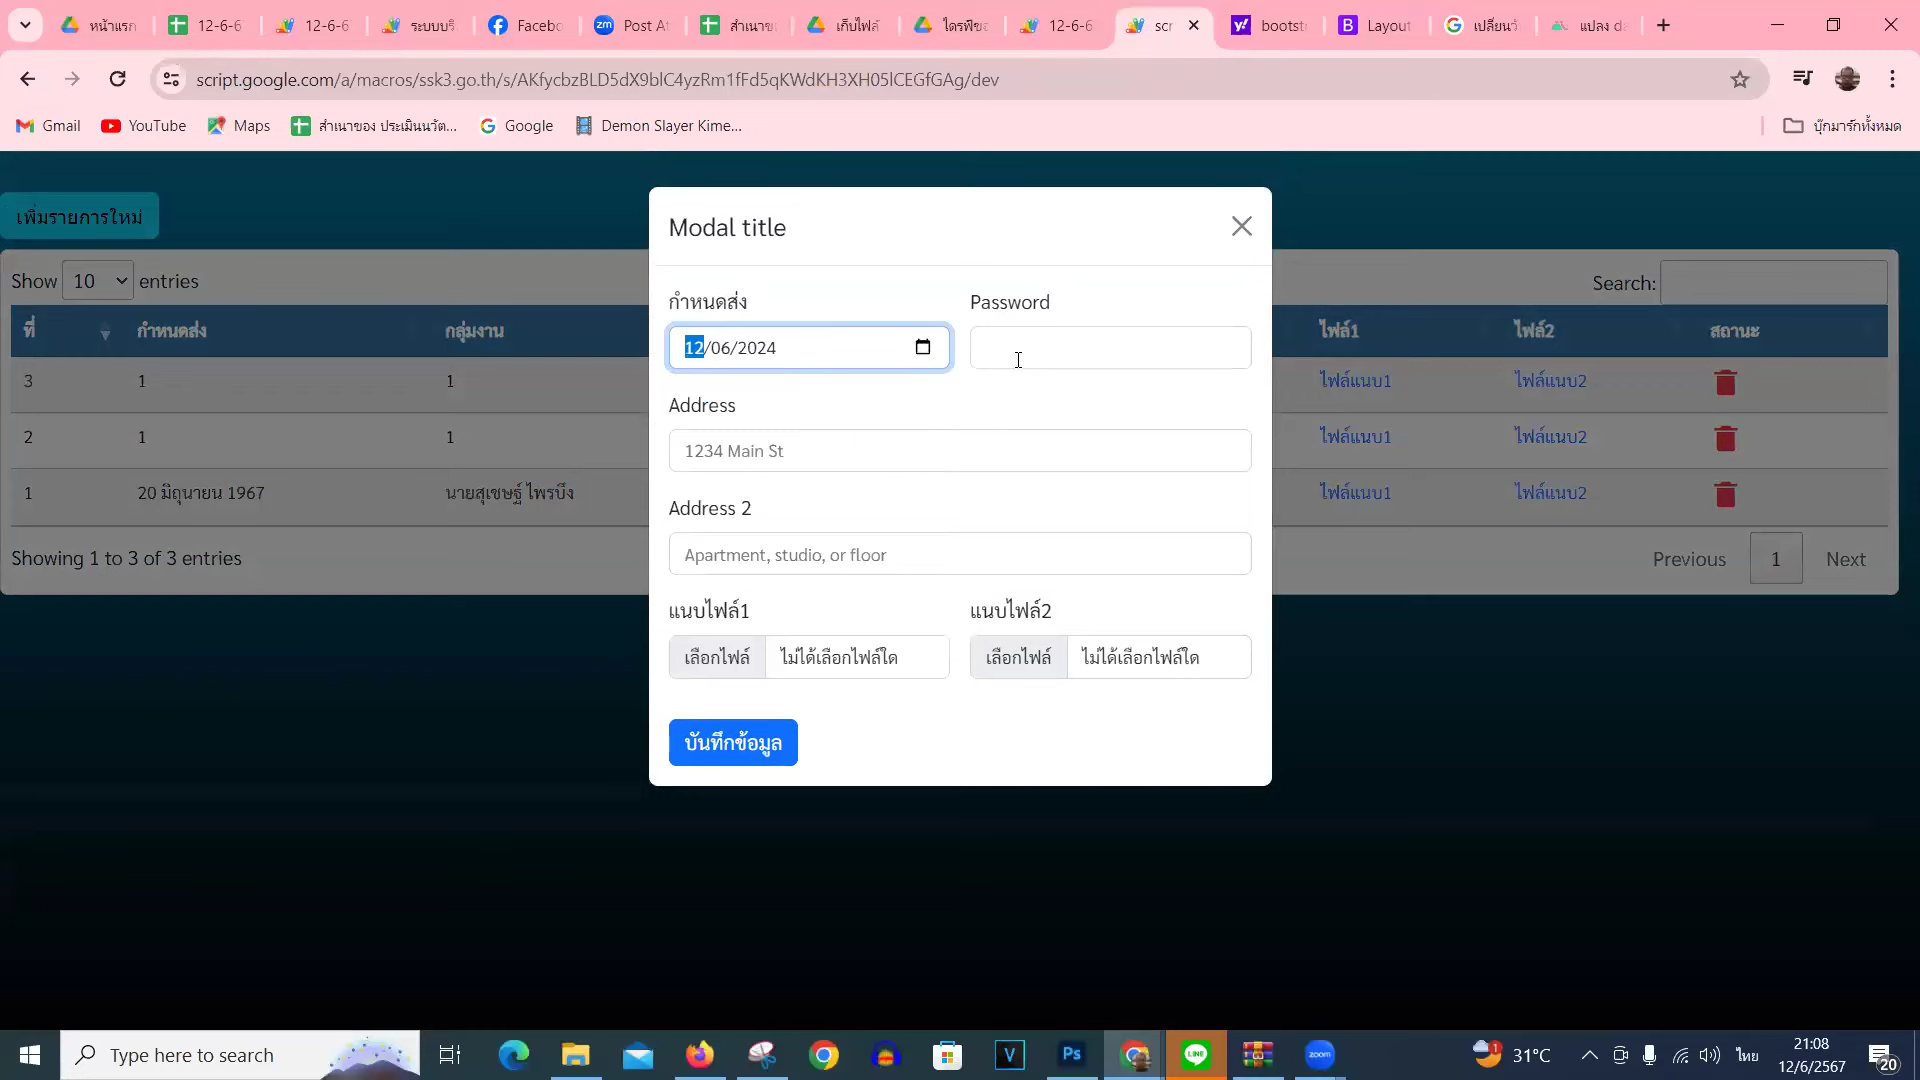 หน้าแรก
12-6-6
12-6-6
ระบบบริ
Facebo
Post At
สำเนาขอ
เก็บไฟล์
ไดรฟ์ขอ
12-6-6
scr
bootst
Layout
เปลี่ยนวั
แปลง da
script.google.com/a/macros/ssk3.go.th/s/AKfycbzBLD5dX9blC4yzRm1fFd5qKWdKH3XH05lCEGfGAg/dev
Gmail
YouTube
Maps
สำเนาของ ประเมินนวัต...
Google
Demon Slayer Kime...
บุ๊กมาร์กทั้งหมด
เพิ่มรายการใหม่
Show 10 entries
Search:
ที่ กำหนดส่ง กลุ่มงาน ไฟล์1 ไฟล์2 สถานะ
3 1 1 ไฟล์แนบ1 ไฟล์แนบ2
2 1 1 ไฟล์แนบ1 ไฟล์แนบ2
1 20 มิถุนายน 1967 นายสุเชษฐ์ ไพรบึง ไฟล์แนบ1 ไฟล์แนบ2
Showing 1 to 3 of 3 entries
Previous 1 Next
Modal title
กำหนดส่ง Password
12/06/2024
Address
1234 Main St
Address 2
Apartment, studio, or floor
แนบไฟล์1 แนบไฟล์2
เลือกไฟล์ ไม่ได้เลือกไฟล์ใด เลือกไฟล์ ไม่ได้เลือกไฟล์ใด
บันทึกข้อมูล
Type here to search
V
Ps
LINE
zoom
1
31°C
ไทย
21:08
12/6/2567
20